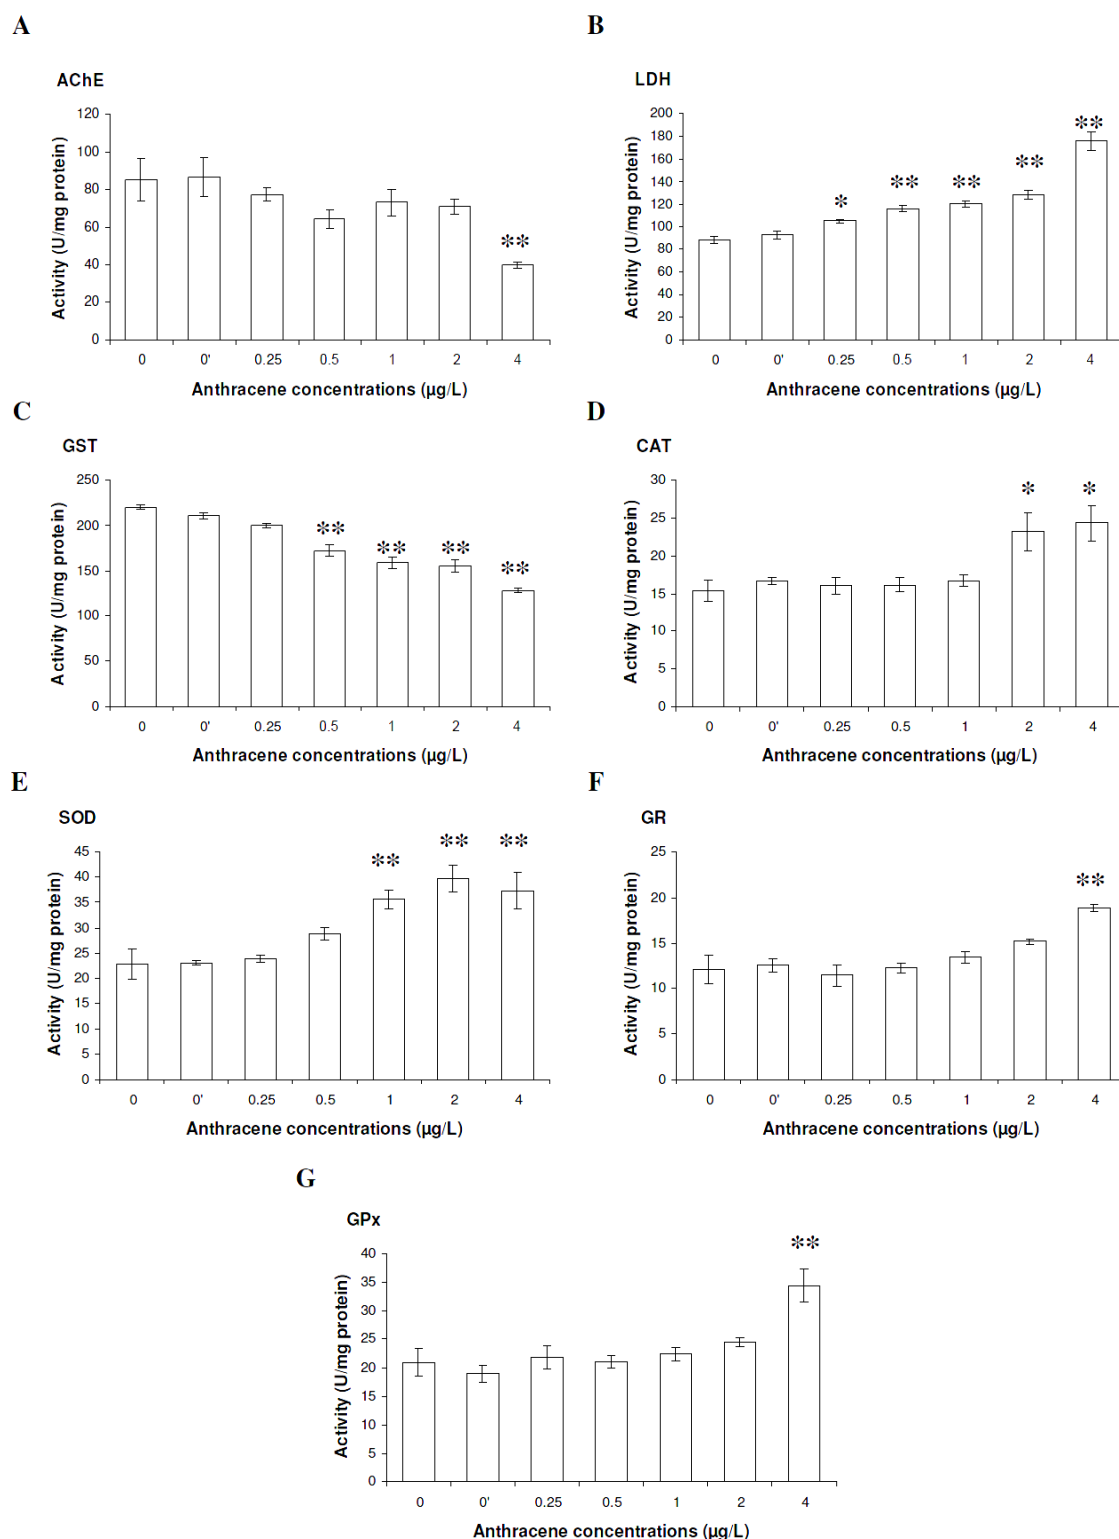 A
B
AChE
LDH
Activity (U/mg protein)
120
100
80
60
40
20
0
**
0 0' 0.25 0.5 1 2 4
Anthracene concentrations (µg/L)
Activity (U/mg protein)
200
180
160
140
120
100
80
60
40
20
0
* ** ** ** **
0 0' 0.25 0.5 1 2 4
Anthracene concentrations (µg/L)
C
D
GST
CAT
Activity (U/mg protein)
250
200
150
100
50
0
** ** ** **
0 0' 0.25 0.5 1 2 4
Anthracene concentrations (µg/L)
Activity (U/mg protein)
30
25
20
15
10
5
0
* *
0 0' 0.25 0.5 1 2 4
Anthracene concentrations (µg/L)
E
F
SOD
GR
Activity (U/mg protein)
45
40
35
30
25
20
15
10
5
0
** ** **
0 0' 0.25 0.5 1 2 4
Anthracene concentrations (µg/L)
Activity (U/mg protein)
25
20
15
10
5
0
**
0 0' 0.25 0.5 1 2 4
Anthracene concentrations (µg/L)
G
GPx
Activity (U/mg protein)
40
35
30
25
20
15
10
5
0
**
0 0' 0.25 0.5 1 2 4
Anthracene concentrations (µg/L)